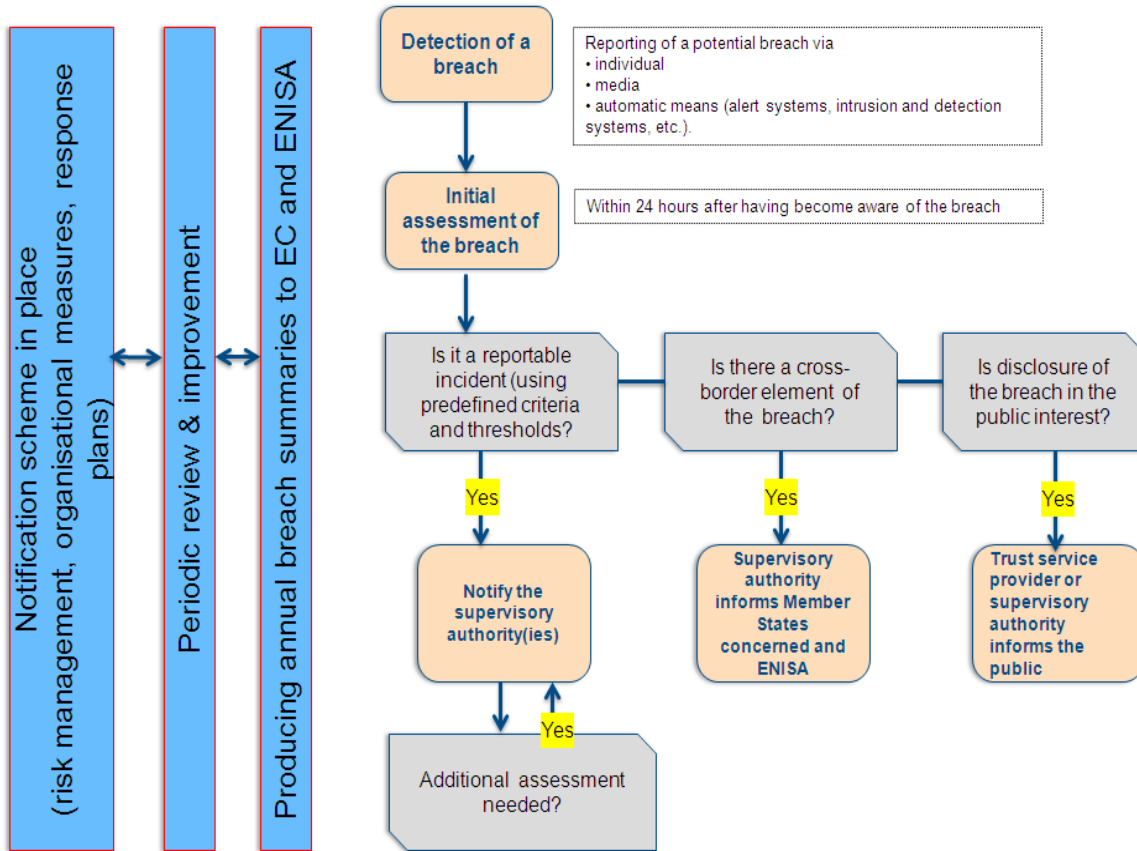 Notification scheme in place
(risk management, organisational measures, response
plans)
Periodic review & improvement
Producing annual breach summaries to EC and ENISA
Detection of a
breach
Reporting of a potential breach via
• individual
• media
• automatic means (alert systems, intrusion and detection
systems, etc.).
Initial
assessment of
the breach
Within 24 hours after having become aware of the breach
Is it a reportable
incident (using
predefined criteria
and thresholds?
Is there a cross-
border element of
the breach?
Is disclosure of
the breach in the
public interest?
Yes
Yes
Yes
Notify the
supervisory
authority(ies)
Supervisory
authority
informs Member
States
concerned and
ENISA
Trust service
provider or
supervisory
authority
informs the
public
Yes
Additional assessment
needed?